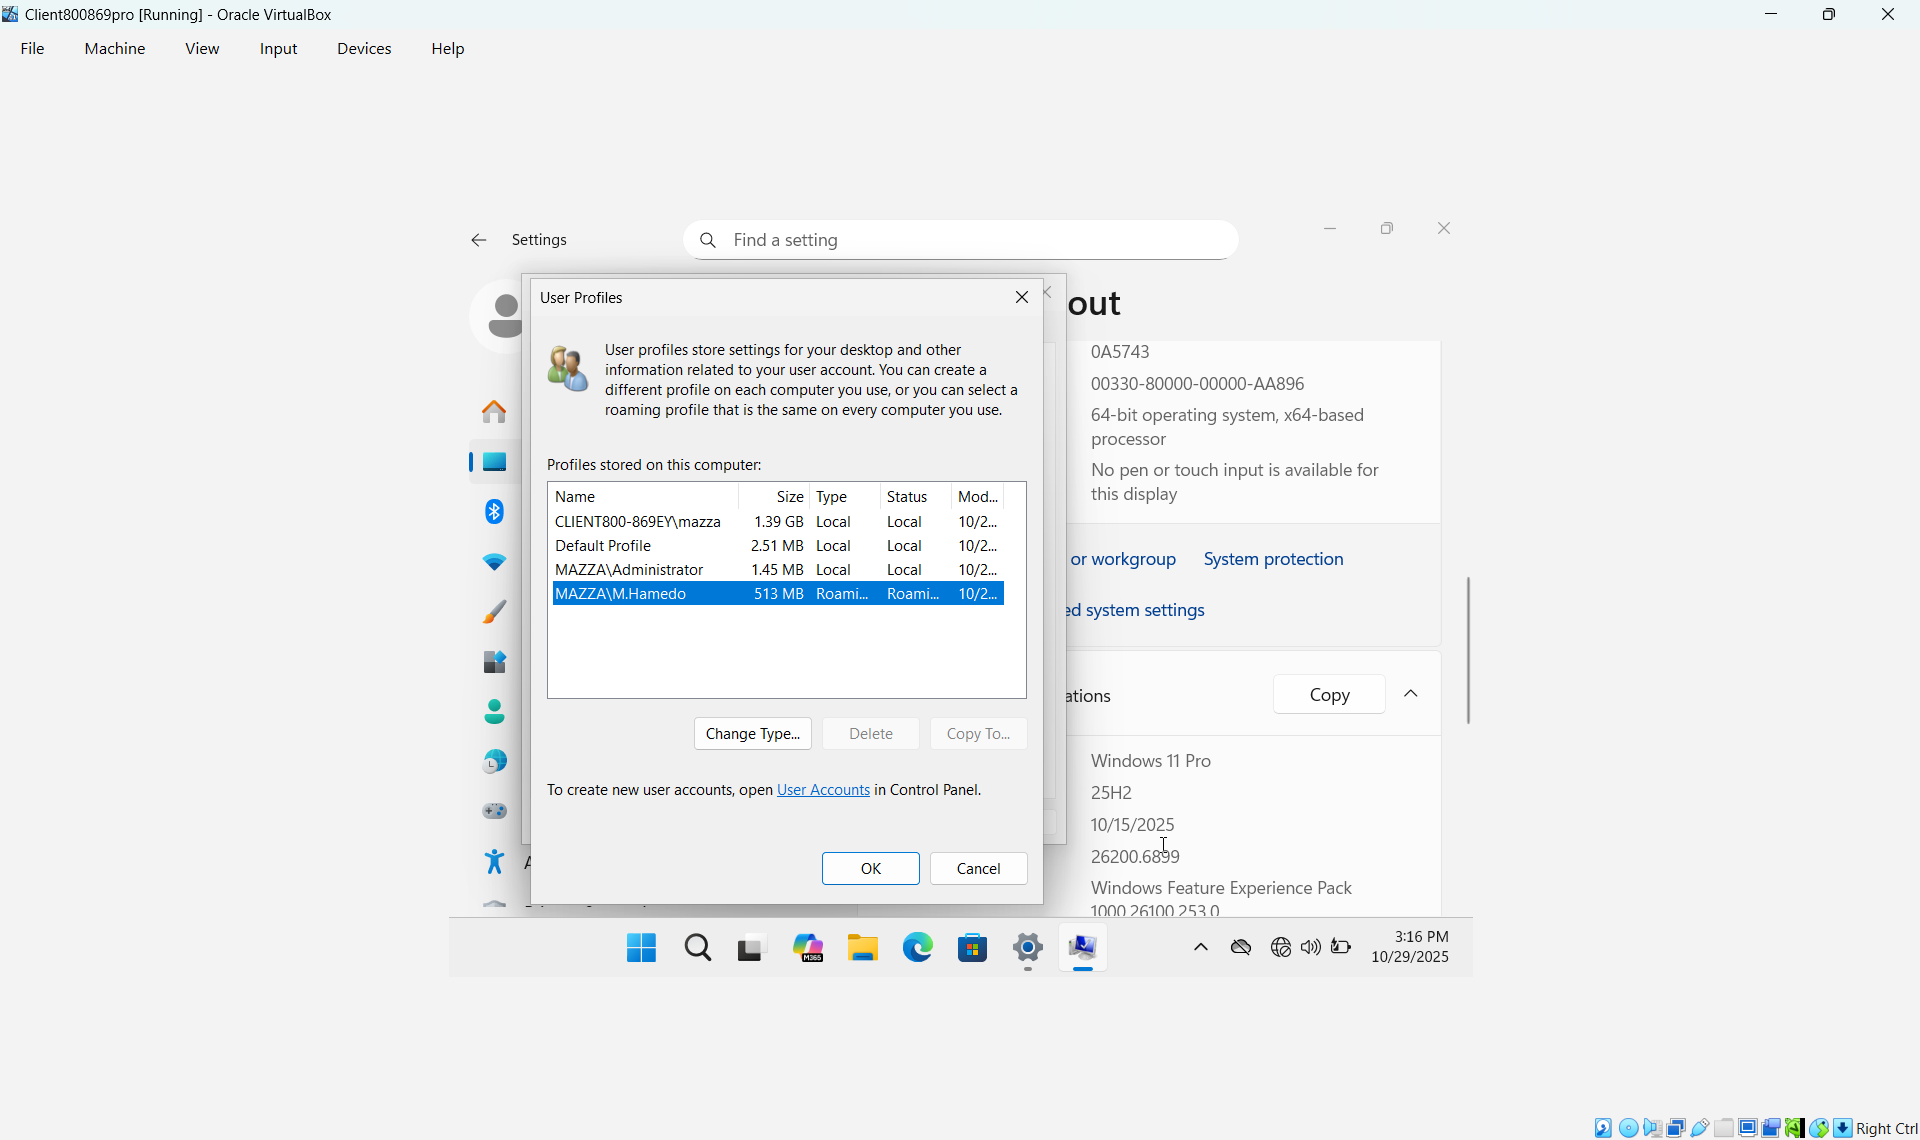 Client800869pro [Running] - Oracle VirtualBox
File Machine View Input Devices Help
Settings
Find a setting
out
User Profiles
User profiles store settings for your desktop and other
information related to your user account. You can create a
different profile on each computer you use, or you can select a
roaming profile that is the same on every computer you use.
Profiles stored on this computer:
Name Size Type Status Mod...
CLIENT800-869EY\mazza 1.39 GB Local Local 10/2...
Default Profile 2.51 MB Local Local 10/2...
MAZZA\Administrator 1.45 MB Local Local 10/2...
MAZZA\M.Hamedo 513 MB Roami... Roami... 10/2...
Change Type... Delete Copy To...
To create new user accounts, open User Accounts in Control Panel.
OK Cancel
0A5743
00330-80000-00000-AA896
64-bit operating system, x64-based
processor
No pen or touch input is available for
this display
or workgroup System protection
ed system settings
ations Copy
Windows 11 Pro
25H2
10/15/2025
26200.6899
Windows Feature Experience Pack
1000.26100.253.0
M365
3:16 PM
10/29/2025
Right Ctrl